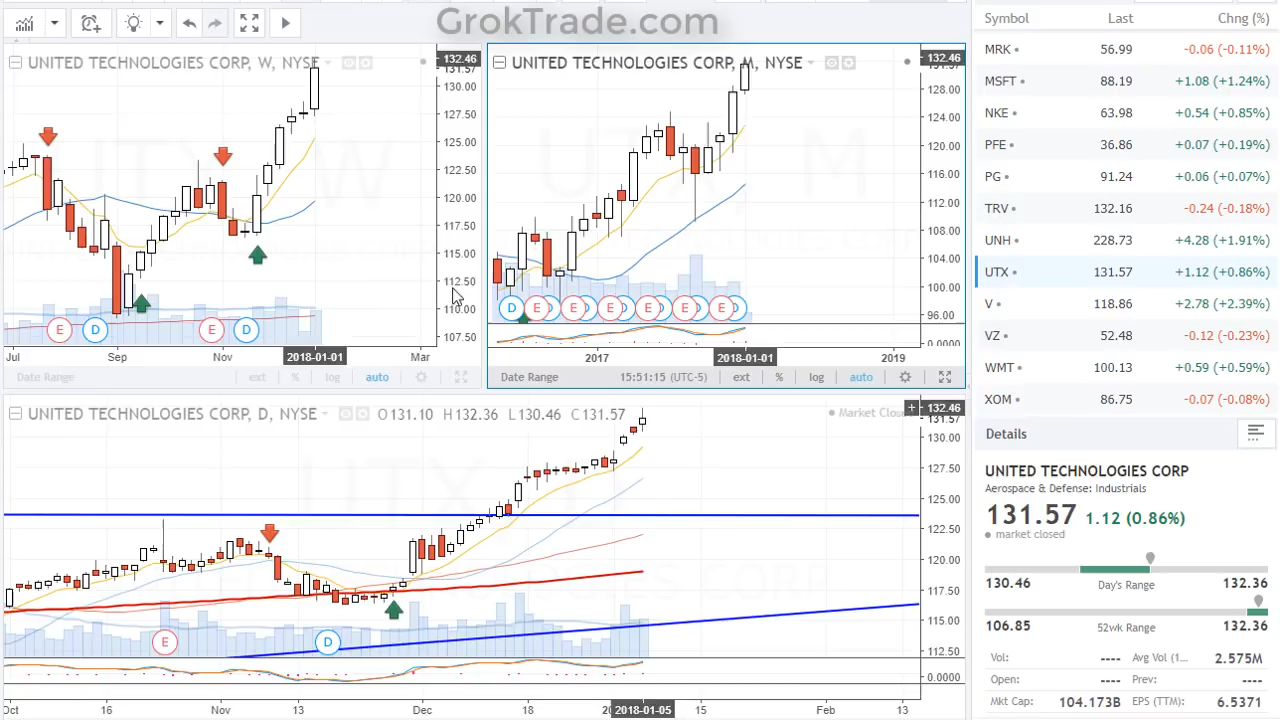 GrokTrade.com
UNITED TECHNOLOGIES CORP, W, NYSE
132.46
131.57
130.00
127.50
125.00
122.50
120.00
117.50
115.00
112.50
110.00
107.50
E
D
E
D
Jul
Sep
Nov
2018-01-01
Mar
Date Range
ext
%
log
auto
UNITED TECHNOLOGIES CORP, M, NYSE
132.46
128.00
124.00
120.00
116.00
112.00
108.00
104.00
100.00
96.00
0.0000
D
E
D
E
D
E
D
E
D
E
D
E
D
2017
2018-01-01
2019
Date Range
15:51:15 (UTC-5)
ext
%
log
auto
UNITED TECHNOLOGIES CORP, D, NYSE
O131.10 H132.36 L130.46 C131.57
Market Clos
132.46
131.57
130.00
127.50
125.00
122.50
120.00
117.50
115.00
112.50
0.0000
E
D
Oct
16
Nov
13
Dec
18
2018-01-05
15
Feb
13
Symbol Last Chng (%)
MRK 56.99 -0.06 (-0.11%)
MSFT 88.19 +1.08 (+1.24%)
NKE 63.98 +0.54 (+0.85%)
PFE 36.86 +0.07 (+0.19%)
PG 91.24 +0.06 (+0.07%)
TRV 132.16 -0.24 (-0.18%)
UNH 228.73 +4.28 (+1.91%)
UTX 131.57 +1.12 (+0.86%)
V 118.86 +2.78 (+2.39%)
VZ 52.48 -0.12 (-0.23%)
WMT 100.13 +0.59 (+0.59%)
XOM 86.75 -0.07 (-0.08%)
Details
UNITED TECHNOLOGIES CORP
Aerospace & Defense: Industrials
131.57 1.12 (0.86%)
market closed
130.46 Day's Range 132.36
106.85 52wk Range 132.36
Vol: ---- Avg Vol (1... 2.575M
Open: ---- Prev: ----
Mkt Cap: 104.173B EPS (TTM): 6.5371